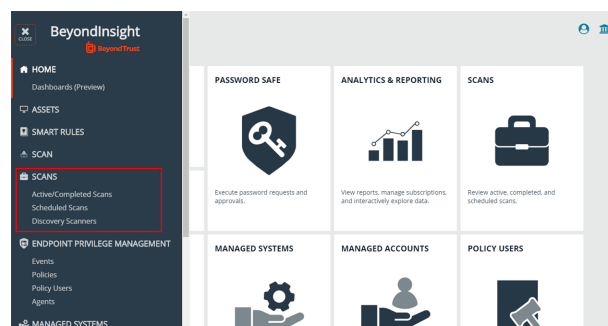 CLOSE
BeyondInsight
BeyondTrust
HOME
Dashboards (Preview)
ASSETS
SMART RULES
SCAN
SCANS
Active/Completed Scans
Scheduled Scans
Discovery Scanners
ENDPOINT PRIVILEGE MANAGEMENT
Events
Policies
Policy Users
Agents
MANAGED SYSTEMS
PASSWORD SAFE
Execute password requests and
approvals.
ANALYTICS & REPORTING
View reports, manage subscriptions,
and interactively explore data.
SCANS
Review active, completed, and
scheduled scans.
MANAGED SYSTEMS
MANAGED ACCOUNTS
POLICY USERS